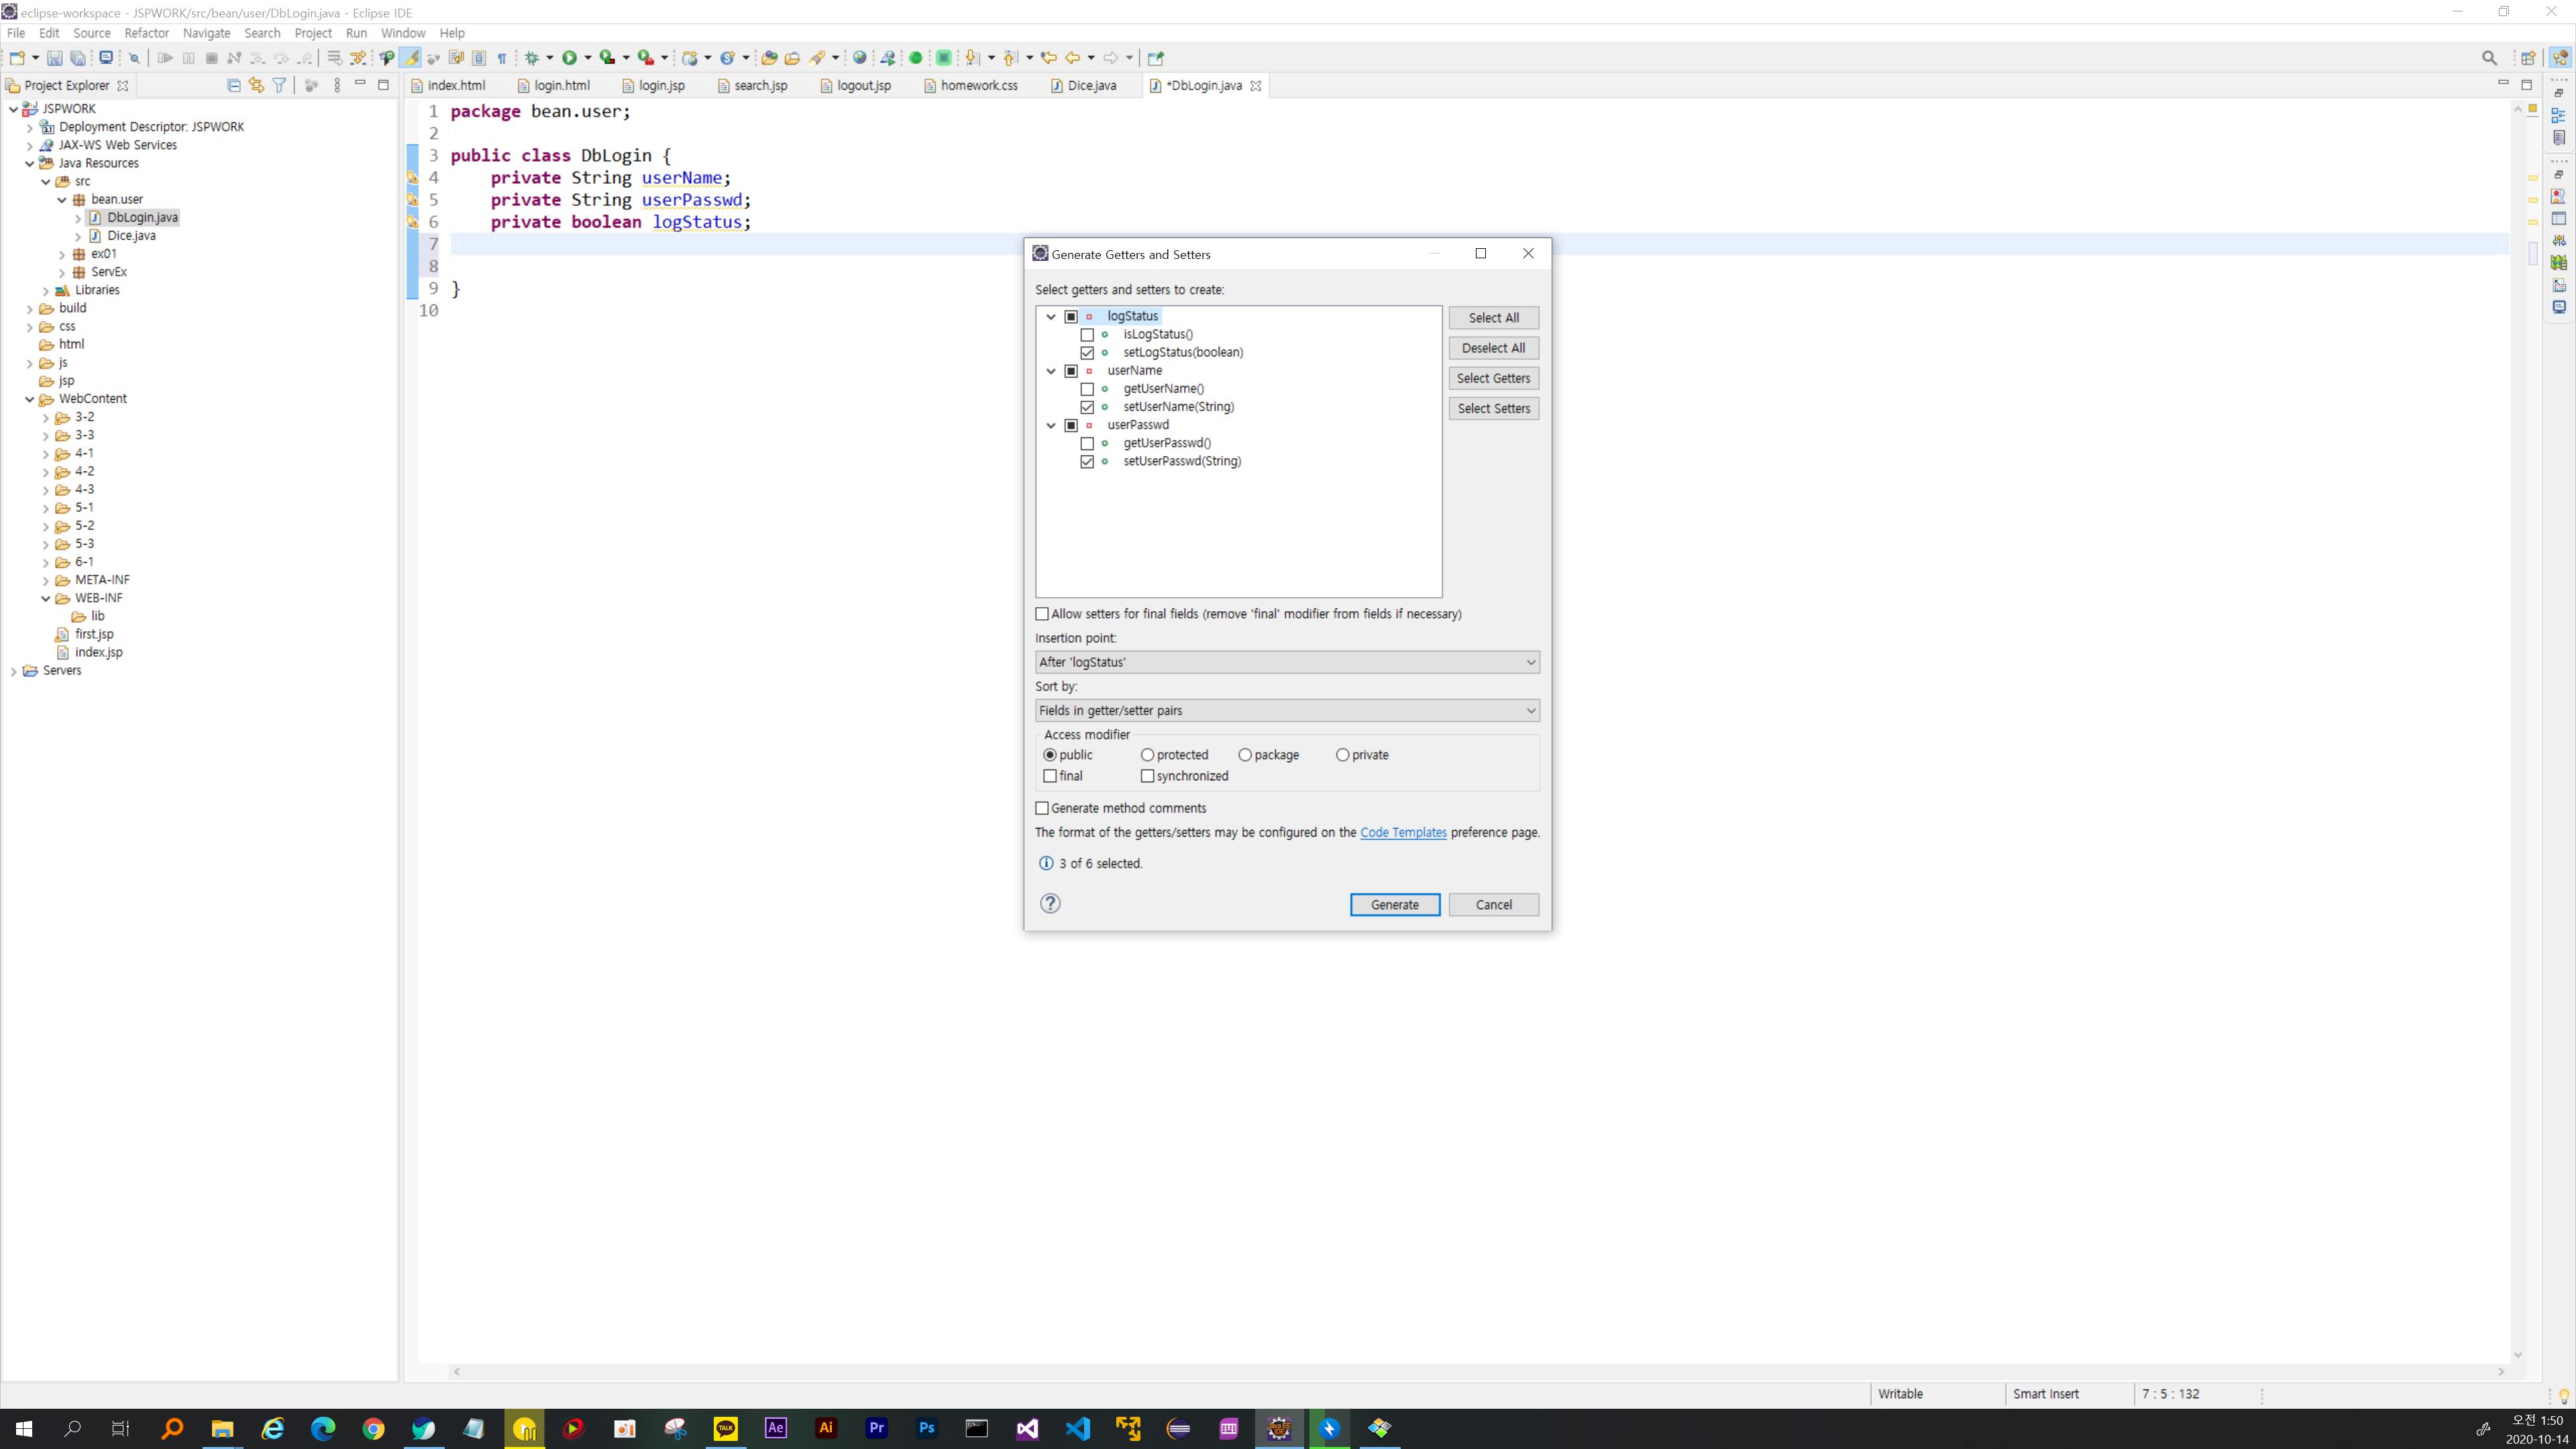 eclipse-workspace - JSPWORK/src/bean/user/DbLogin.java - Eclipse IDE
File Edit Source Refactor Navigate Search Project Run Window Help
Project Explorer
JSPWORK
Deployment Descriptor: JSPWORK
JAX-WS Web Services
Java Resources
src
bean.user
DbLogin.java
Dice.java
ex01
ServEx
Libraries
build
css
html
js
jsp
WebContent
3-2
3-3
4-1
4-2
4-3
5-1
5-2
5-3
6-1
META-INF
WEB-INF
lib
first.jsp
index.jsp
Servers
index.html login.html login.jsp search.jsp logout.jsp homework.css Dice.java *DbLogin.java
1 package bean.user;
2
3 public class DbLogin {
4 private String userName;
5 private String userPasswd;
6 private boolean logStatus;
7
8
9 }
10
Generate Getters and Setters
Select getters and setters to create:
logStatus
isLogStatus()
setLogStatus(boolean)
userName
getUserName()
setUserName(String)
userPasswd
getUserPasswd()
setUserPasswd(String)
Select All
Deselect All
Select Getters
Select Setters
Allow setters for final fields (remove 'final' modifier from fields if necessary)
Insertion point:
After 'logStatus'
Sort by:
Fields in getter/setter pairs
Access modifier
public protected package private
final synchronized
Generate method comments
The format of the getters/setters may be configured on the Code Templates preference page.
3 of 6 selected.
Generate Cancel
Writable Smart Insert 7 : 5 : 132
TALK Ae Ai Pr Ps
오전 1:50
2020-10-14